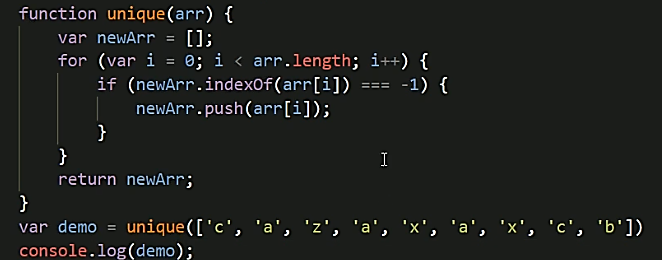 function unique(arr) {
    var newArr = [];
    for (var i = 0; i < arr.length; i++) {
        if (newArr.indexOf(arr[i]) === -1) {
            newArr.push(arr[i]);
        }
    }
    return newArr;
}
var demo = unique(['c', 'a', 'z', 'a', 'x', 'a', 'x', 'c', 'b'])
console.log(demo);